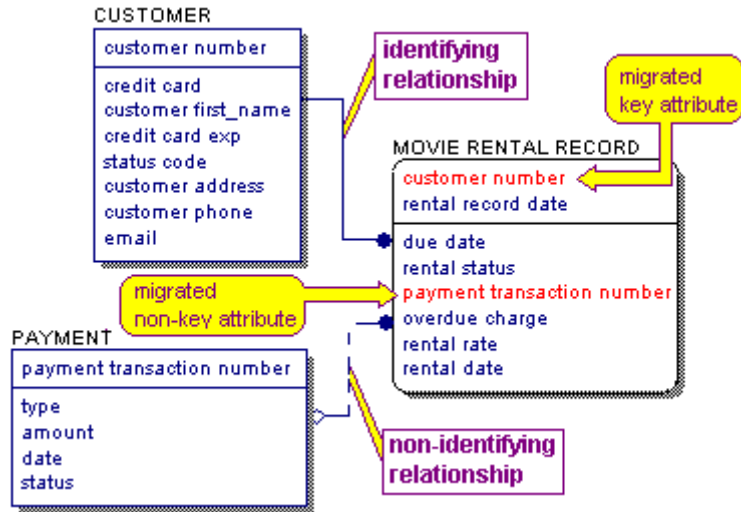 CUSTOMER
customer number
credit card
customer first_name
credit card exp
status code
customer address
customer phone
email
identifying
relationship
migrated
key attribute
MOVIE RENTAL RECORD
customer number
rental record date
due date
rental status
payment transaction number
overdue charge
rental rate
rental date
migrated
non-key attribute
PAYMENT
payment transaction number
type
amount
date
status
non-identifying
relationship